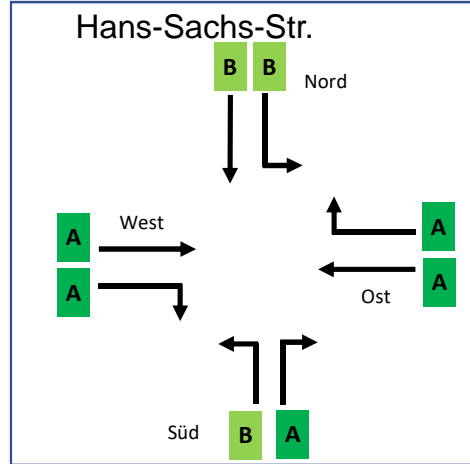 Hans-Sachs-Str.
B B
Nord
West
A
A
A
A
Ost
Süd
B A